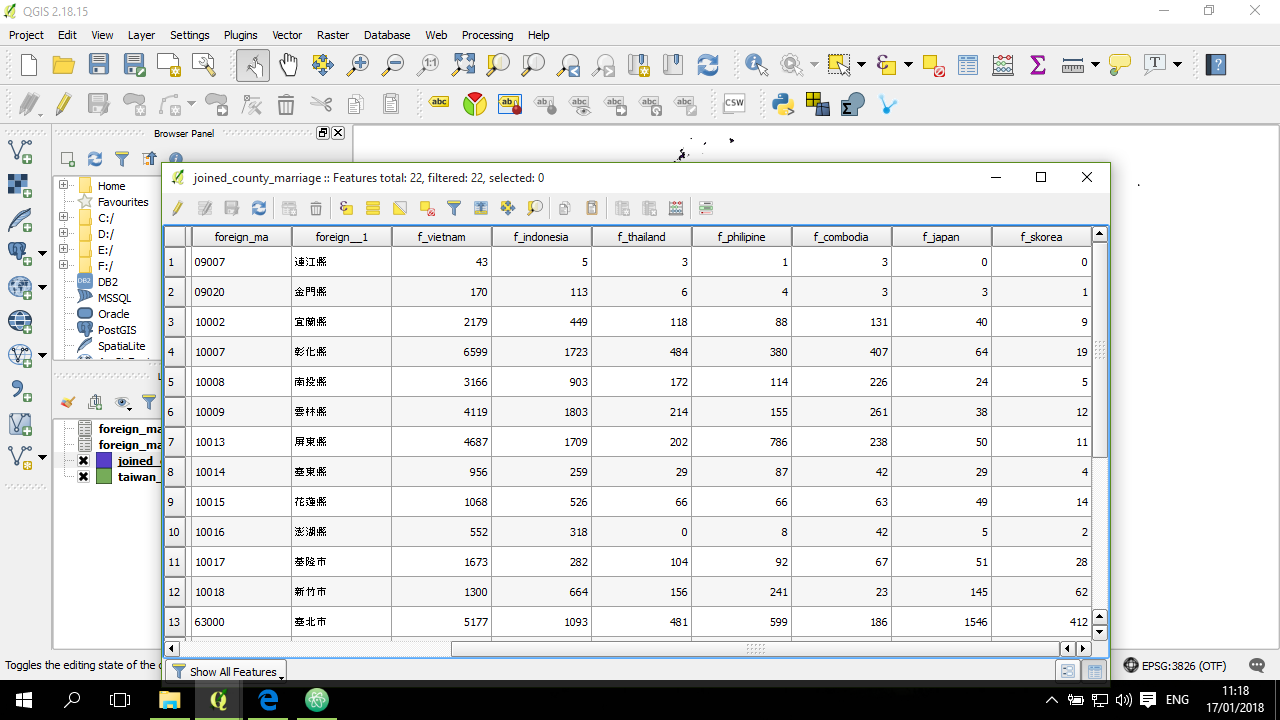 QGIS 2.18.15
Project Edit View Layer Settings Plugins Vector Raster Database Web Processing Help
Browser Panel
Home
Favourites
C:/
D:/
E:/
F:/
DB2
MSSQL
Oracle
PostGIS
SpatiaLite
foreign_ma
foreign_ma
joined_
taiwan_
joined_county_marriage :: Features total: 22, filtered: 22, selected: 0
foreign_ma foreign__1 f_vietnam f_indonesia f_thailand f_philipine f_combodia f_japan f_skorea
1 09007 連江縣 43 5 3 1 3 0 0
2 09020 金門縣 170 113 6 4 3 3 1
3 10002 宜蘭縣 2179 449 118 88 131 40 9
4 10007 彰化縣 6599 1723 484 380 407 64 19
5 10008 南投縣 3166 903 172 114 226 24 5
6 10009 雲林縣 4119 1803 214 155 261 38 12
7 10013 屏東縣 4687 1709 202 786 238 50 11
8 10014 臺東縣 956 259 29 87 42 29 4
9 10015 花蓮縣 1068 526 66 66 63 49 14
10 10016 澎湖縣 552 318 0 8 42 5 2
11 10017 基隆市 1673 282 104 92 67 51 28
12 10018 新竹市 1300 664 156 241 23 145 62
13 63000 臺北市 5177 1093 481 599 186 1546 412
Show All Features
Toggles the editing state of the
EPSG:3826 (OTF)
ENG
11:18
17/01/2018